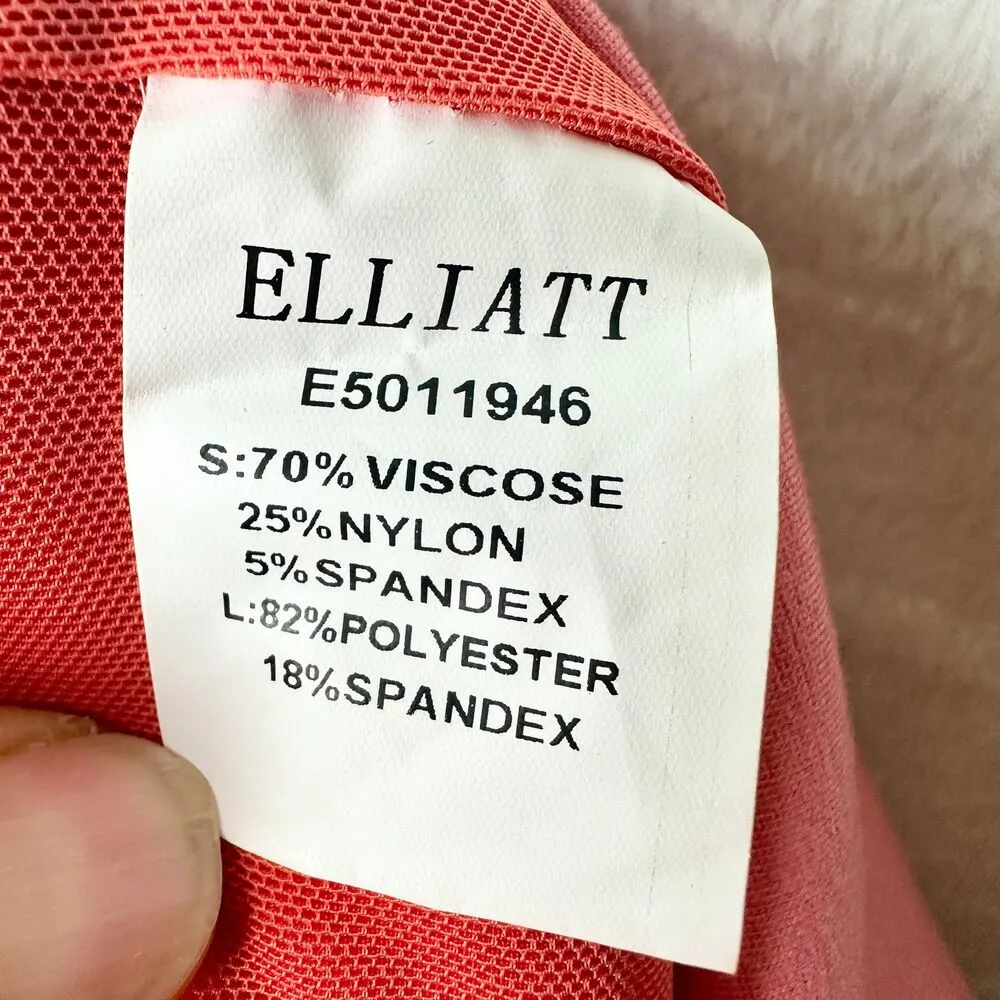 ELLIATT
E5011946
S:70% VISCOSE
25%NYLON
5%SPANDEX
L:82%POLYESTER
18%SPANDEX